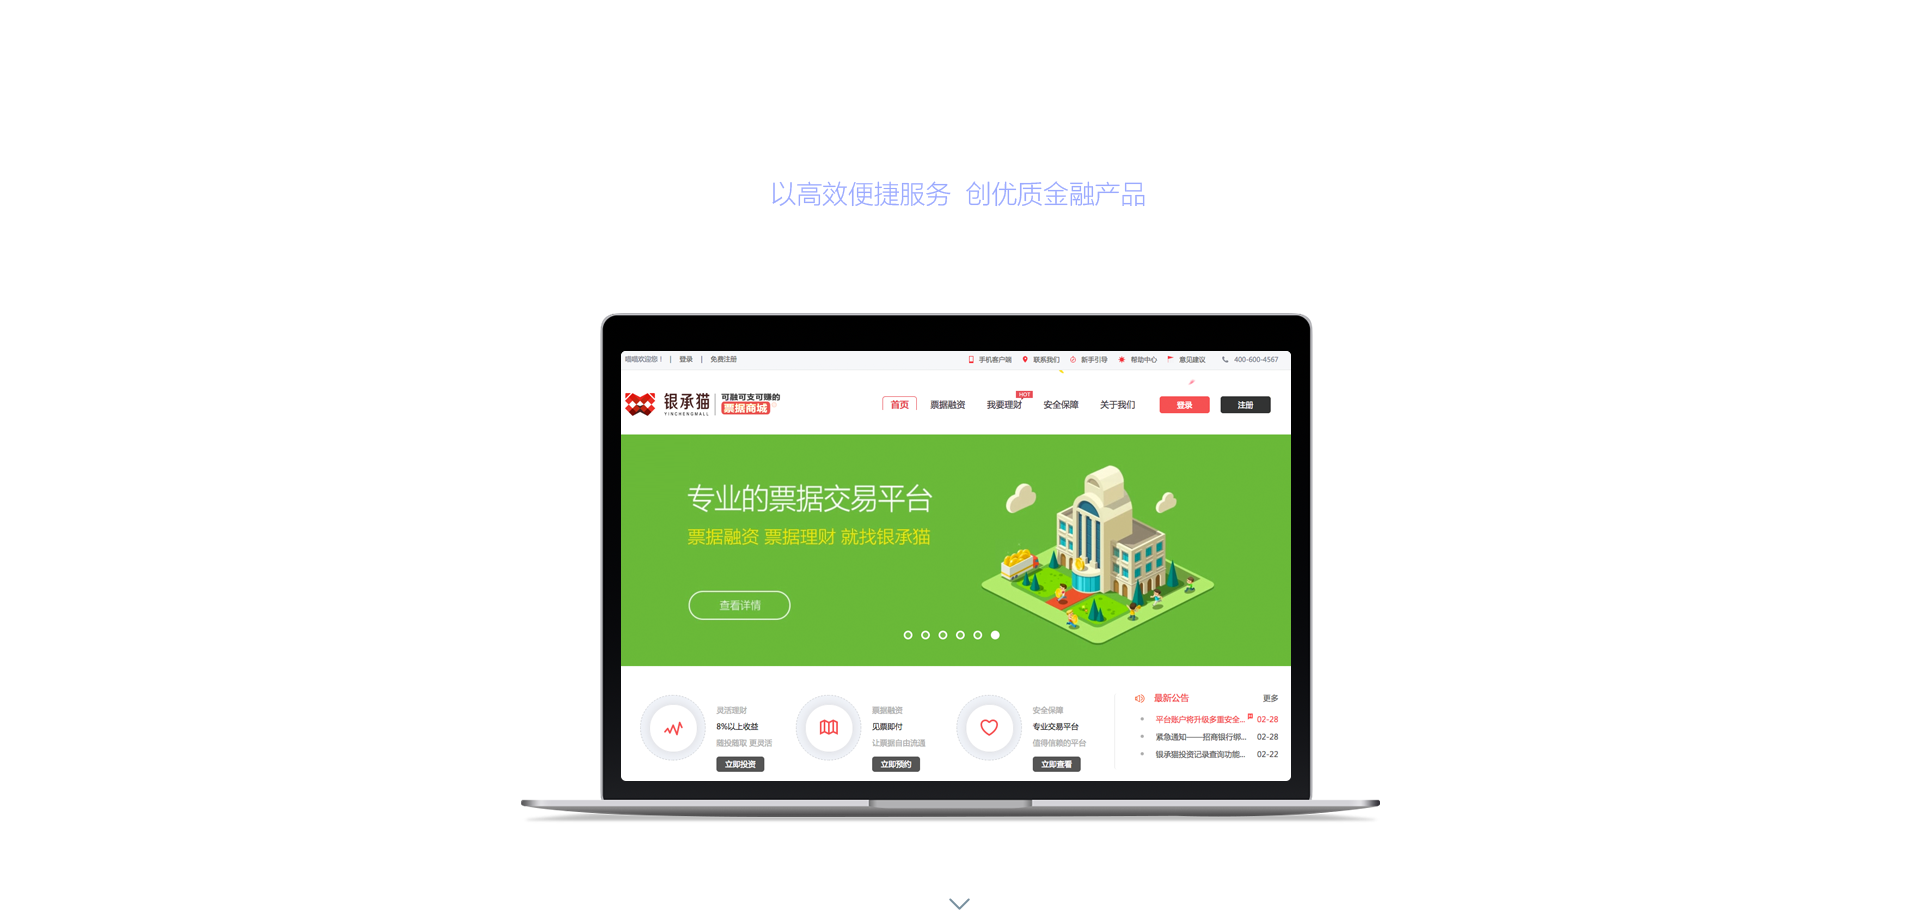 以高效便捷服务 创优质金融产品
喵喵欢迎您！ | 登录 | 免费注册
手机客户端 联系我们 新手引导 帮助中心 意见建议 400-600-4567
银承猫 YINCHENGMALL
可融可支可赚的
票据商城
首页 票据融资 我要理财 HOT 安全保障 关于我们 登录 注册
专业的票据交易平台
票据融资 票据理财 就找银承猫
查看详情
灵活理财
8%以上收益
随投随取 更灵活
立即投资
票据融资
见票即付
让票据自由流通
立即预约
安全保障
专业交易平台
值得信赖的平台
立即查看
最新公告 更多
平台账户将升级多重安全... 02-28
紧急通知——招商银行绑... 02-28
银承猫投资记录查询功能... 02-22